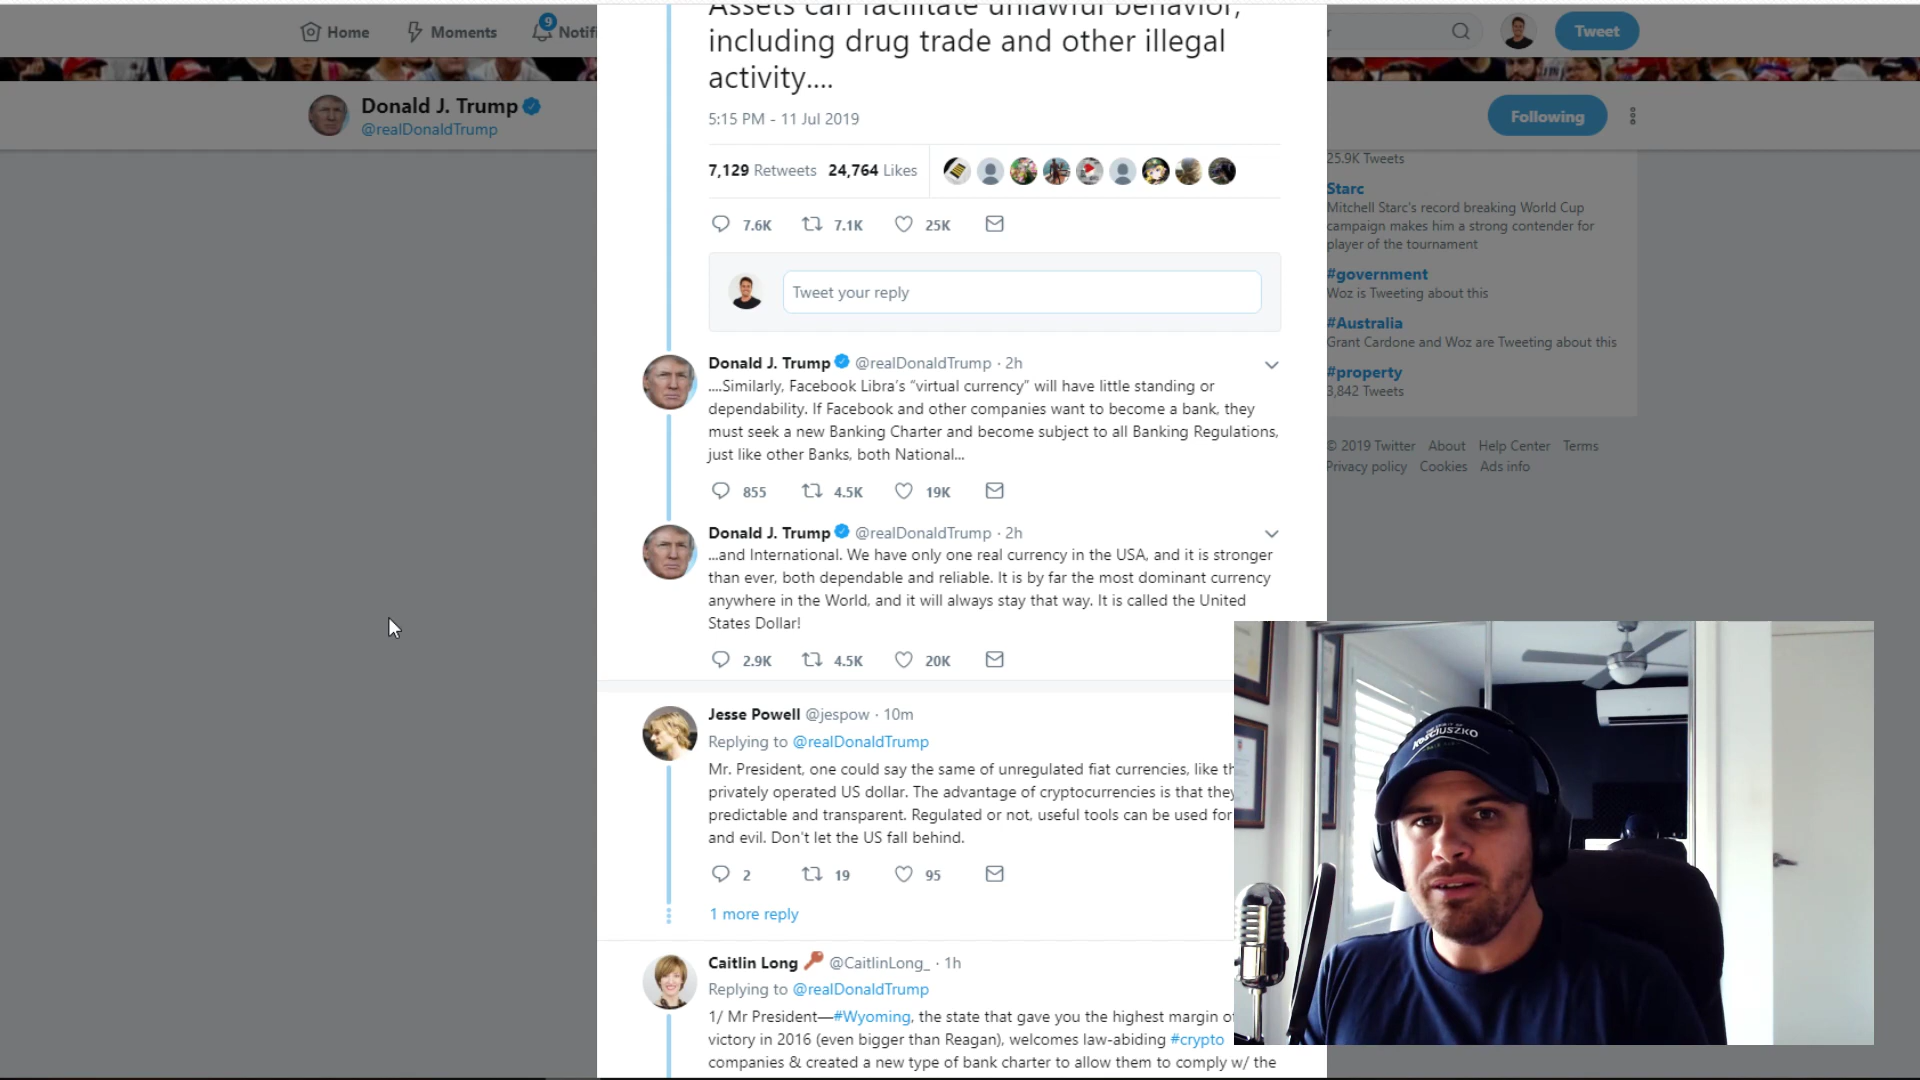 Assets can facilitate unlawful behavior,
including drug trade and other illegal
activity....
Home
Moments
9
Notifi
Tweet
Donald J. Trump
@realDonaldTrump
Following
5:15 PM - 11 Jul 2019
7,129 Retweets 24,764 Likes
7.6K 7.1K 25K
Tweet your reply
Donald J. Trump @realDonaldTrump · 2h
....Similarly, Facebook Libra's "virtual currency" will have little standing or
dependability. If Facebook and other companies want to become a bank, they
must seek a new Banking Charter and become subject to all Banking Regulations,
just like other Banks, both National...
855 4.5K 19K
Donald J. Trump @realDonaldTrump · 2h
...and International. We have only one real currency in the USA, and it is stronger
than ever, both dependable and reliable. It is by far the most dominant currency
anywhere in the World, and it will always stay that way. It is called the United
States Dollar!
2.9K 4.5K 20K
Jesse Powell @jespow · 10m
Replying to @realDonaldTrump
Mr. President, one could say the same of unregulated fiat currencies, like th
privately operated US dollar. The advantage of cryptocurrencies is that they
predictable and transparent. Regulated or not, useful tools can be used for
and evil. Don't let the US fall behind.
2 19 95
1 more reply
Caitlin Long @CaitlinLong_ · 1h
Replying to @realDonaldTrump
1/ Mr President—#Wyoming, the state that gave you the highest margin of
victory in 2016 (even bigger than Reagan), welcomes law-abiding #crypto
companies & created a new type of bank charter to allow them to comply w/ the
25.9K Tweets
Starc
Mitchell Starc's record breaking World Cup
campaign makes him a strong contender for
player of the tournament
#government
Woz is Tweeting about this
#Australia
Grant Cardone and Woz are Tweeting about this
#property
3,842 Tweets
© 2019 Twitter About Help Center Terms
Privacy policy Cookies Ads info
KOSCIUSZKO